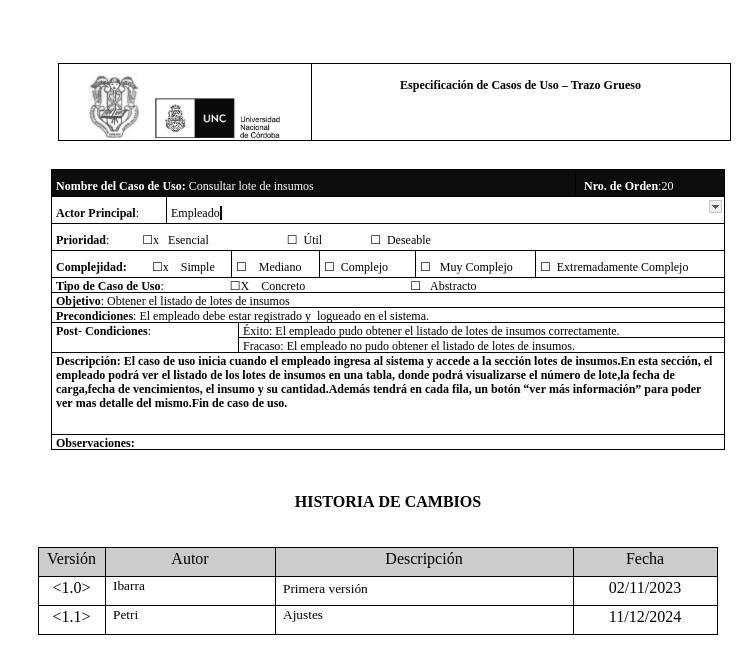 Especificación de Casos de Uso – Trazo Grueso
UNC
Universidad
Nacional
de Córdoba
Nombre del Caso de Uso: Consultar lote de insumos Nro. de Orden:20
Actor Principal: Empleado
Prioridad: ☐x Esencial ☐ Útil ☐ Deseable
Complejidad: ☐x Simple ☐ Mediano ☐ Complejo ☐ Muy Complejo ☐ Extremadamente Complejo
Tipo de Caso de Uso: ☐X Concreto ☐ Abstracto
Objetivo: Obtener el listado de lotes de insumos
Precondiciones: El empleado debe estar registrado y logueado en el sistema.
Post- Condiciones: Éxito: El empleado pudo obtener el listado de lotes de insumos correctamente.
Fracaso: El empleado no pudo obtener el listado de lotes de insumos.
Descripción: El caso de uso inicia cuando el empleado ingresa al sistema y accede a la sección lotes de insumos.En esta sección, el
empleado podrá ver el listado de los lotes de insumos en una tabla, donde podrá visualizarse el número de lote,la fecha de
carga,fecha de vencimientos, el insumo y su cantidad.Además tendrá en cada fila, un botón “ver más información” para poder
ver mas detalle del mismo.Fin de caso de uso.
Observaciones:
HISTORIA DE CAMBIOS
Versión Autor Descripción Fecha
<1.0> Ibarra Primera versión 02/11/2023
<1.1> Petri Ajustes 11/12/2024